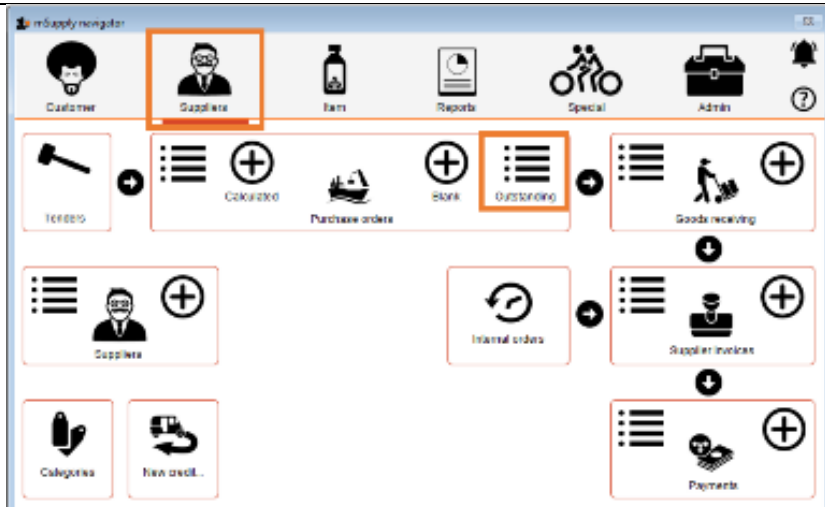 mSupply navigator
Customer
Suppliers
Item
Reports
Special
Admin
?
Tenders
Calculated
Blank
Outstanding
Purchase orders
Goods receiving
Suppliers
Internal orders
Supplier invoices
Categories
New credit...
Payments